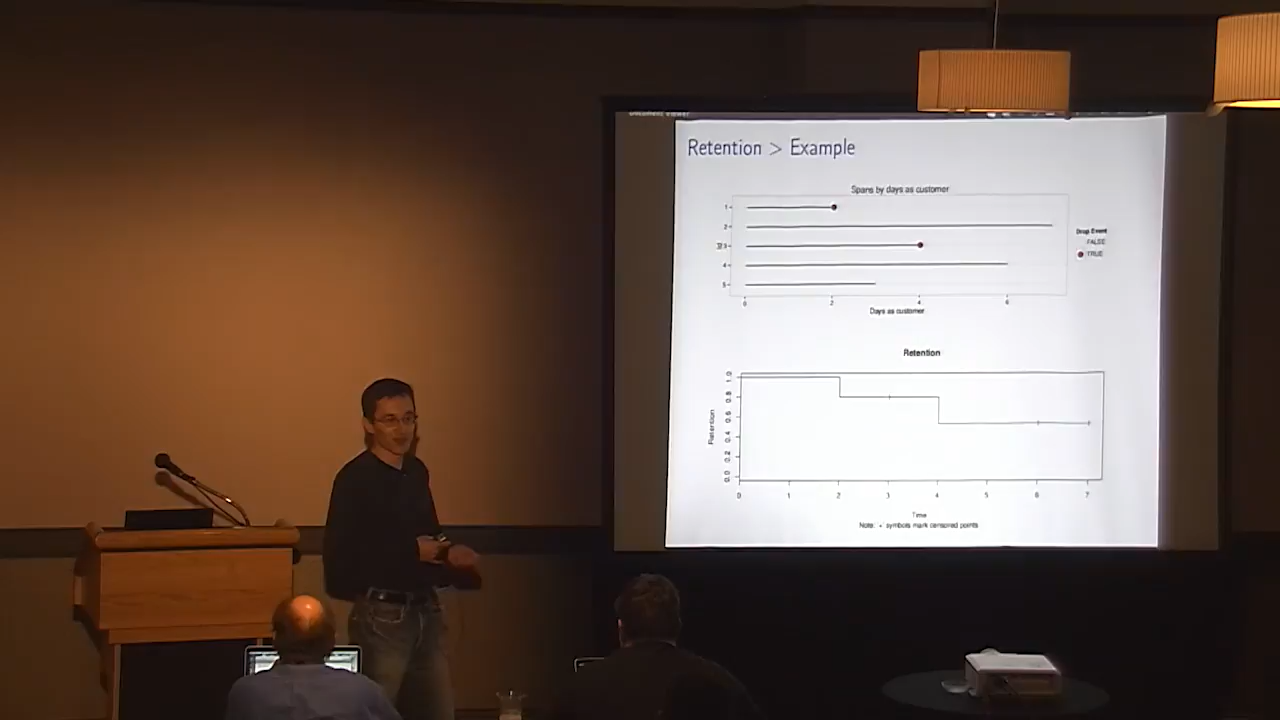 Document Viewer
Retention > Example
Spans by days as customer
1
2
3
4
5
0 2 4 6
Days as customer
Drop Event
FALSE
TRUE
Retention
Retention
0.0 0.2 0.4 0.6 0.8 1.0
0 1 2 3 4 5 6 7
Time
Note: '+' symbols mark censored points